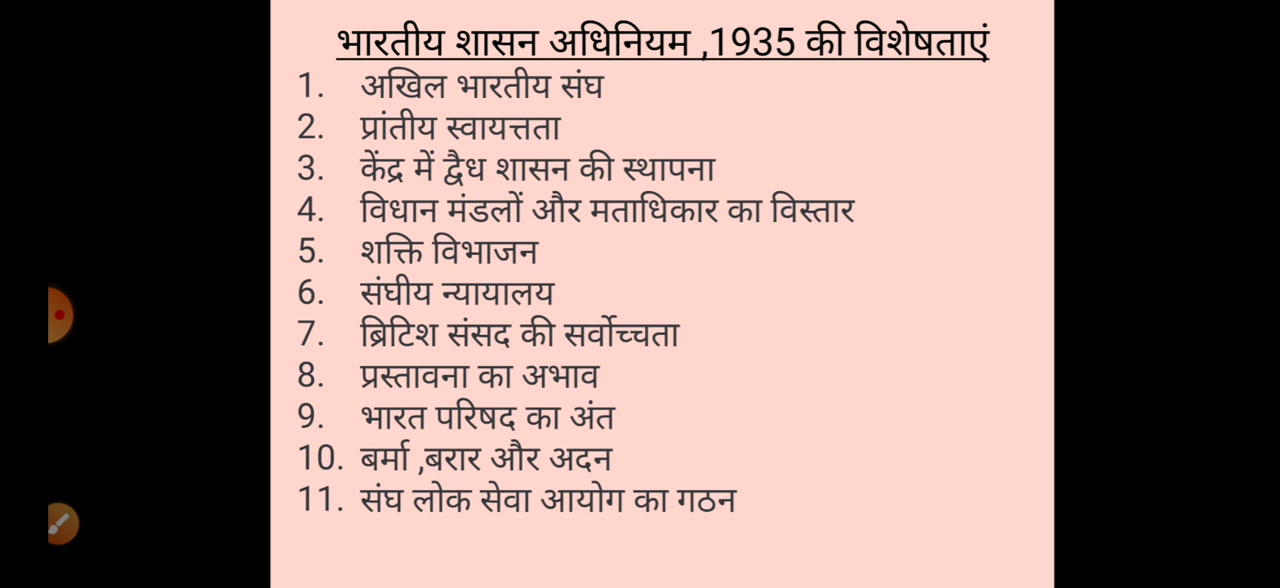 भारतीय शासन अधिनियम ,1935 की विशेषताएं
1. अखिल भारतीय संघ
2. प्रांतीय स्वायत्तता
3. केंद्र में द्वैध शासन की स्थापना
4. विधान मंडलों और मताधिकार का विस्तार
5. शक्ति विभाजन
6. संघीय न्यायालय
7. ब्रिटिश संसद की सर्वोच्चता
8. प्रस्तावना का अभाव
9. भारत परिषद का अंत
10. बर्मा ,बरार और अदन
11. संघ लोक सेवा आयोग का गठन